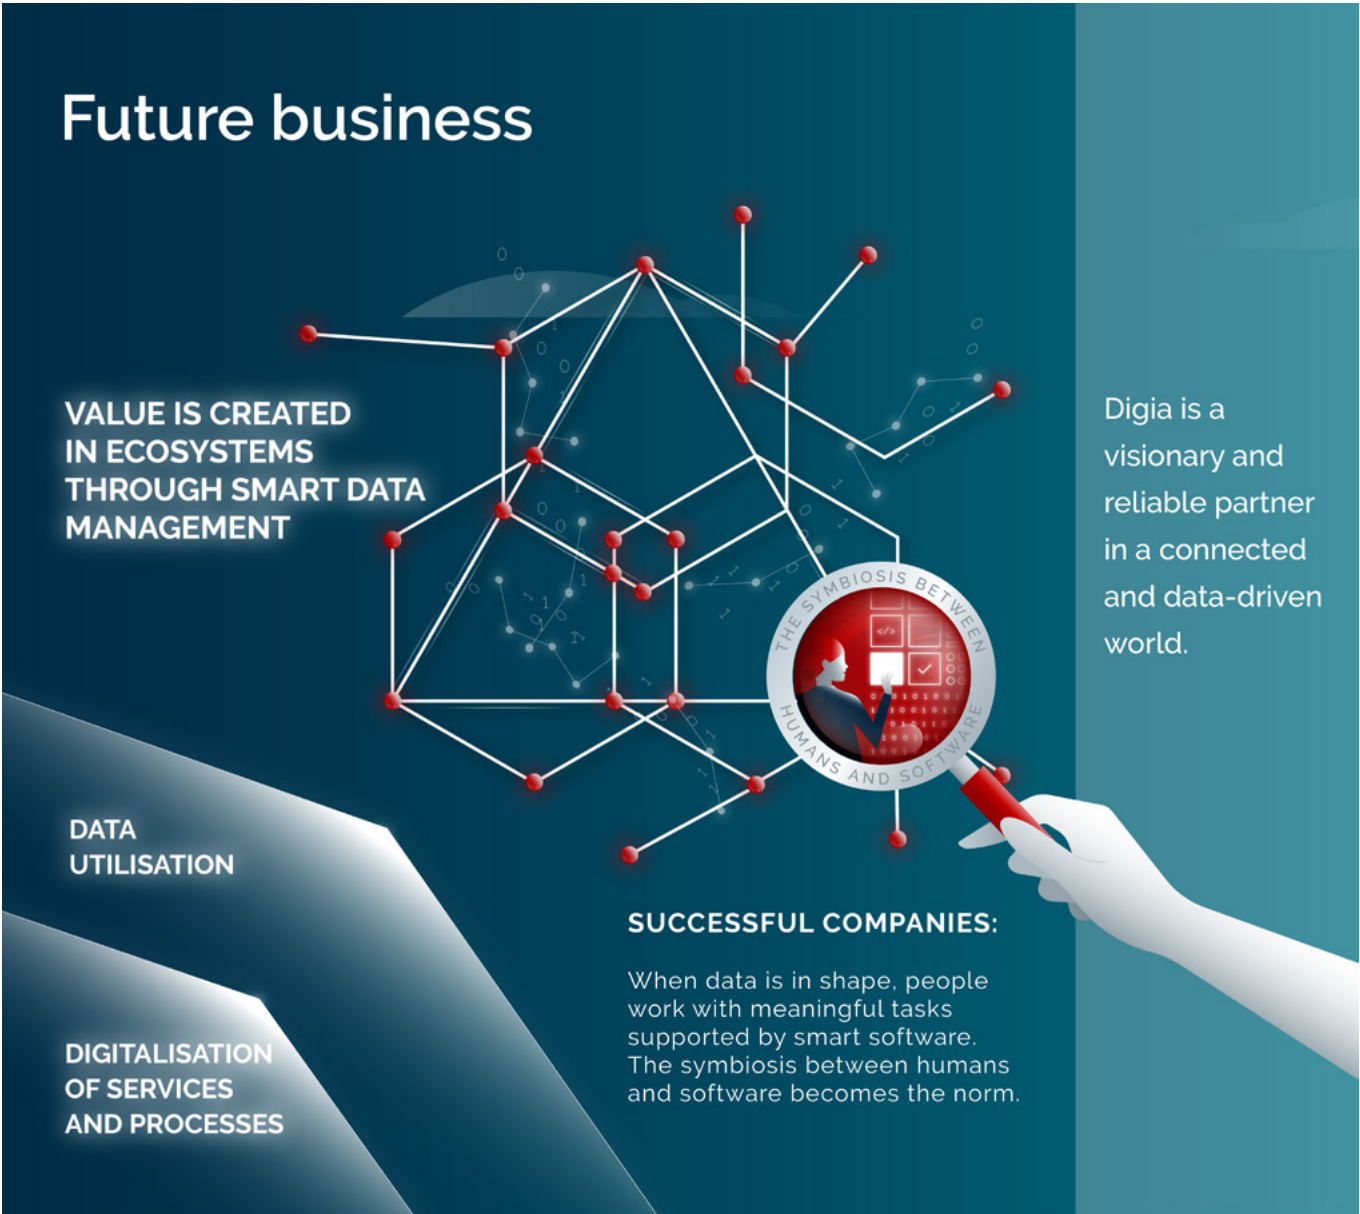 Future business
VALUE IS CREATED
IN ECOSYSTEMS
THROUGH SMART DATA
MANAGEMENT
Digia is a
visionary and
reliable partner
in a connected
and data-driven
world.
THE SYMBIOSIS BETWEEN
HUMANS AND SOFTWARE
DATA
UTILISATION
DIGITALISATION
OF SERVICES
AND PROCESSES
SUCCESSFUL COMPANIES:
When data is in shape, people
work with meaningful tasks
supported by smart software.
The symbiosis between humans
and software becomes the norm.